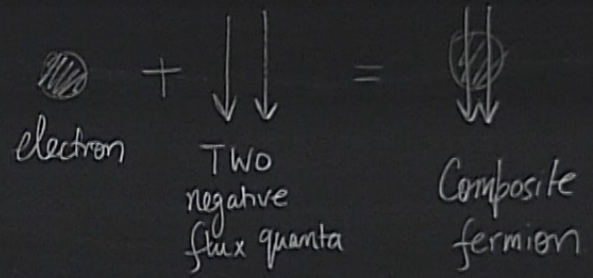 electron
+
TWO
negative
flux quanta
=
Composite
fermion